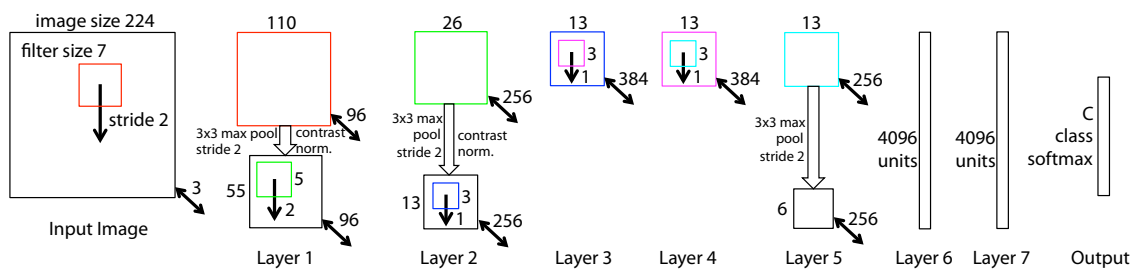 image size 224
filter size 7
stride 2
3
Input Image
110
96
3x3 max pool
stride 2
contrast
norm.
55
5
2
96
Layer 1
26
256
3x3 max
pool
stride 2
contrast
norm.
13
3
1
256
Layer 2
13
3
1
384
Layer 3
13
3
1
384
Layer 4
13
256
3x3 max
pool
stride 2
6
256
Layer 5
4096
units
Layer 6
4096
units
Layer 7
C
class
softmax
Output